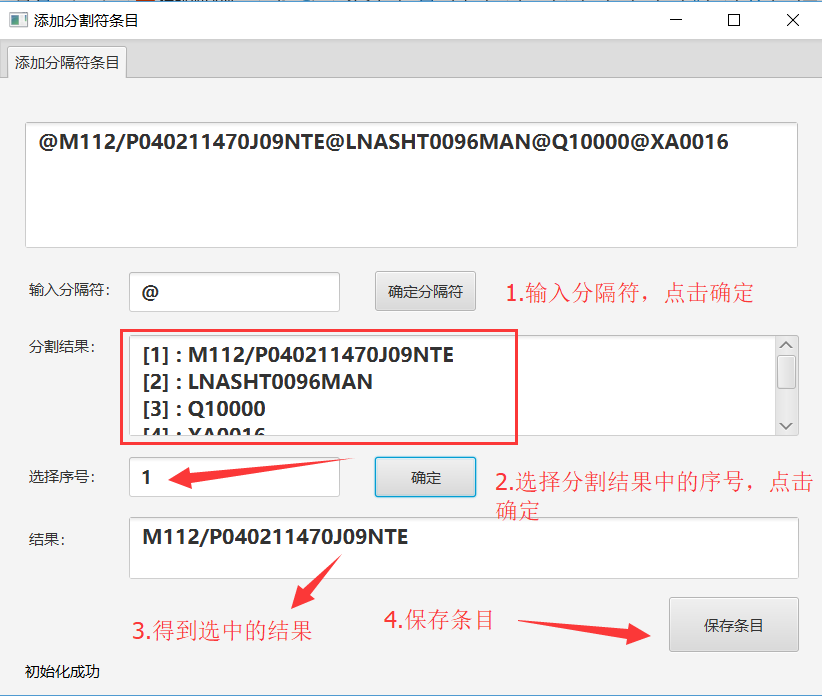 添加分割符条目
添加分隔符条目
@M112/P040211470J09NTE@LNASHT0096MAN@Q10000@XA0016
输入分隔符:
@
确定分隔符
1.输入分隔符，点击确定
分割结果:
[1] : M112/P040211470J09NTE
[2] : LNASHT0096MAN
[3] : Q10000
[4] : XA0016
选择序号:
1
确定
2.选择分割结果中的序号，点击
确定
结果:
M112/P040211470J09NTE
3.得到选中的结果
4.保存条目
保存条目
初始化成功